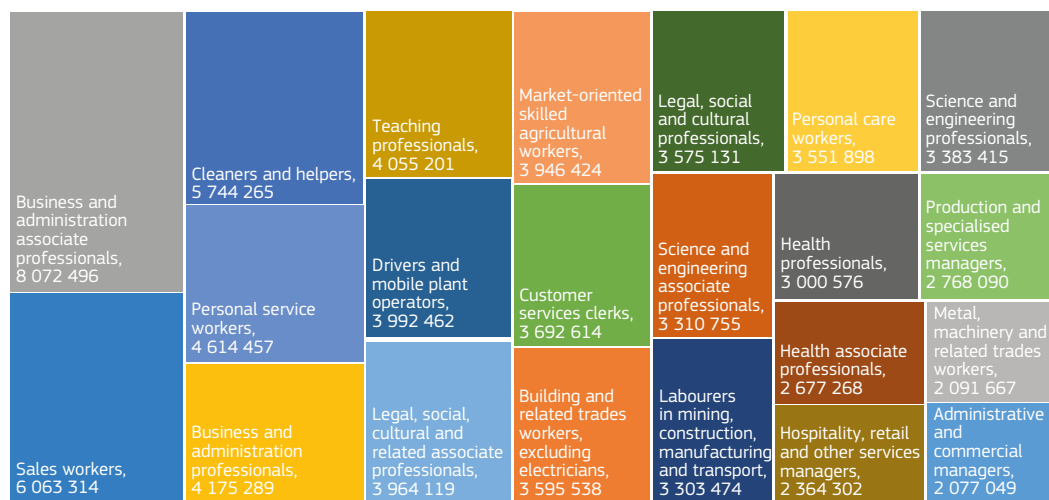 Business and
administration
associate
professionals,
8 072 496
Sales workers,
6 063 314
Cleaners and helpers,
5 744 265
Personal service
workers,
4 614 457
Business and
administration
professionals,
4 175 289
Teaching
professionals,
4 055 201
Drivers and
mobile plant
operators,
3 992 462
Legal, social,
cultural and
related associate
professionals,
3 964 119
Market-oriented
skilled
agricultural
workers,
3 946 424
Customer
services clerks,
3 692 614
Building and
related trades
workers,
excluding
electricians,
3 595 538
Legal, social
and cultural
professionals,
3 575 131
Personal care
workers,
3 551 898
Science and
engineering
professionals,
3 383 415
Science and
engineering
associate
professionals,
3 310 755
Labourers
in mining,
construction,
manufacturing
and transport,
3 303 474
Health
professionals,
3 000 576
Production and
specialised
services
managers,
2 768 090
Health associate
professionals,
2 677 268
Hospitality, retail
and other services
managers,
2 364 302
Metal,
machinery and
related trades
workers,
2 091 667
Administrative
and
commercial
managers,
2 077 049